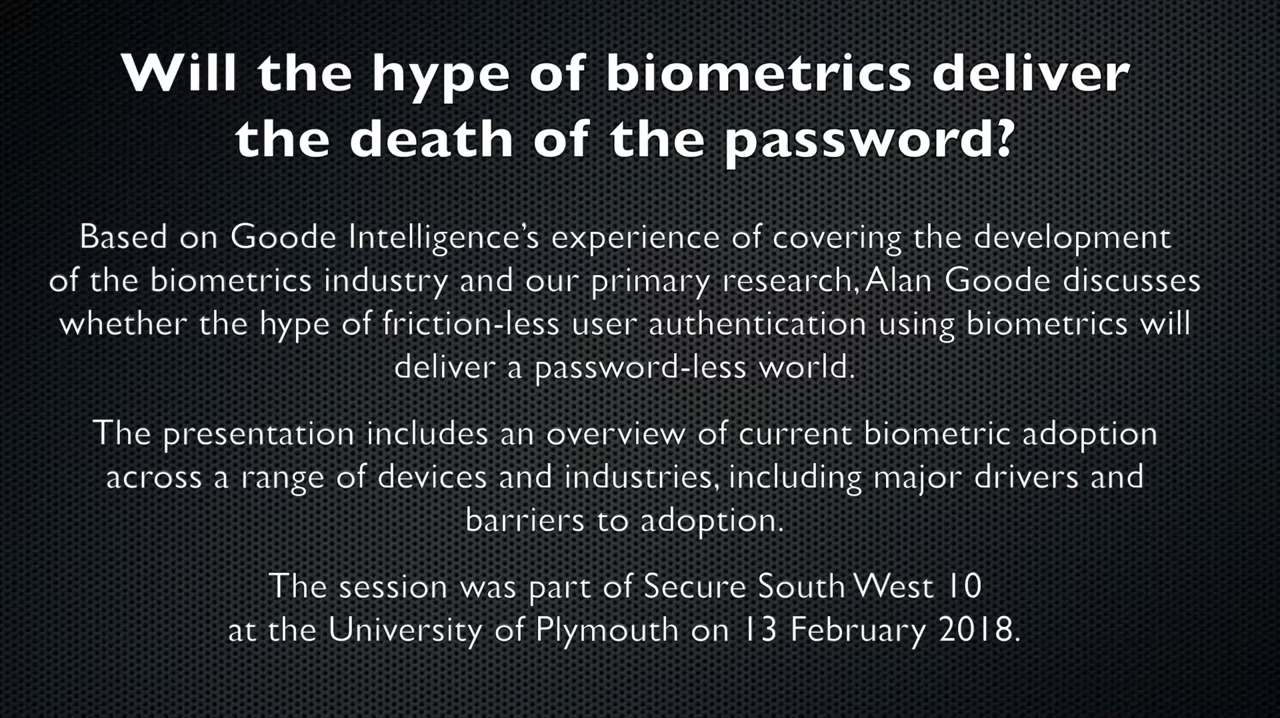 Will the hype of biometrics deliver
the death of the password?
Based on Goode Intelligence’s experience of covering the development
of the biometrics industry and our primary research, Alan Goode discusses
whether the hype of friction-less user authentication using biometrics will
deliver a password-less world.
The presentation includes an overview of current biometric adoption
across a range of devices and industries, including major drivers and
barriers to adoption.
The session was part of Secure South West 10
at the University of Plymouth on 13 February 2018.